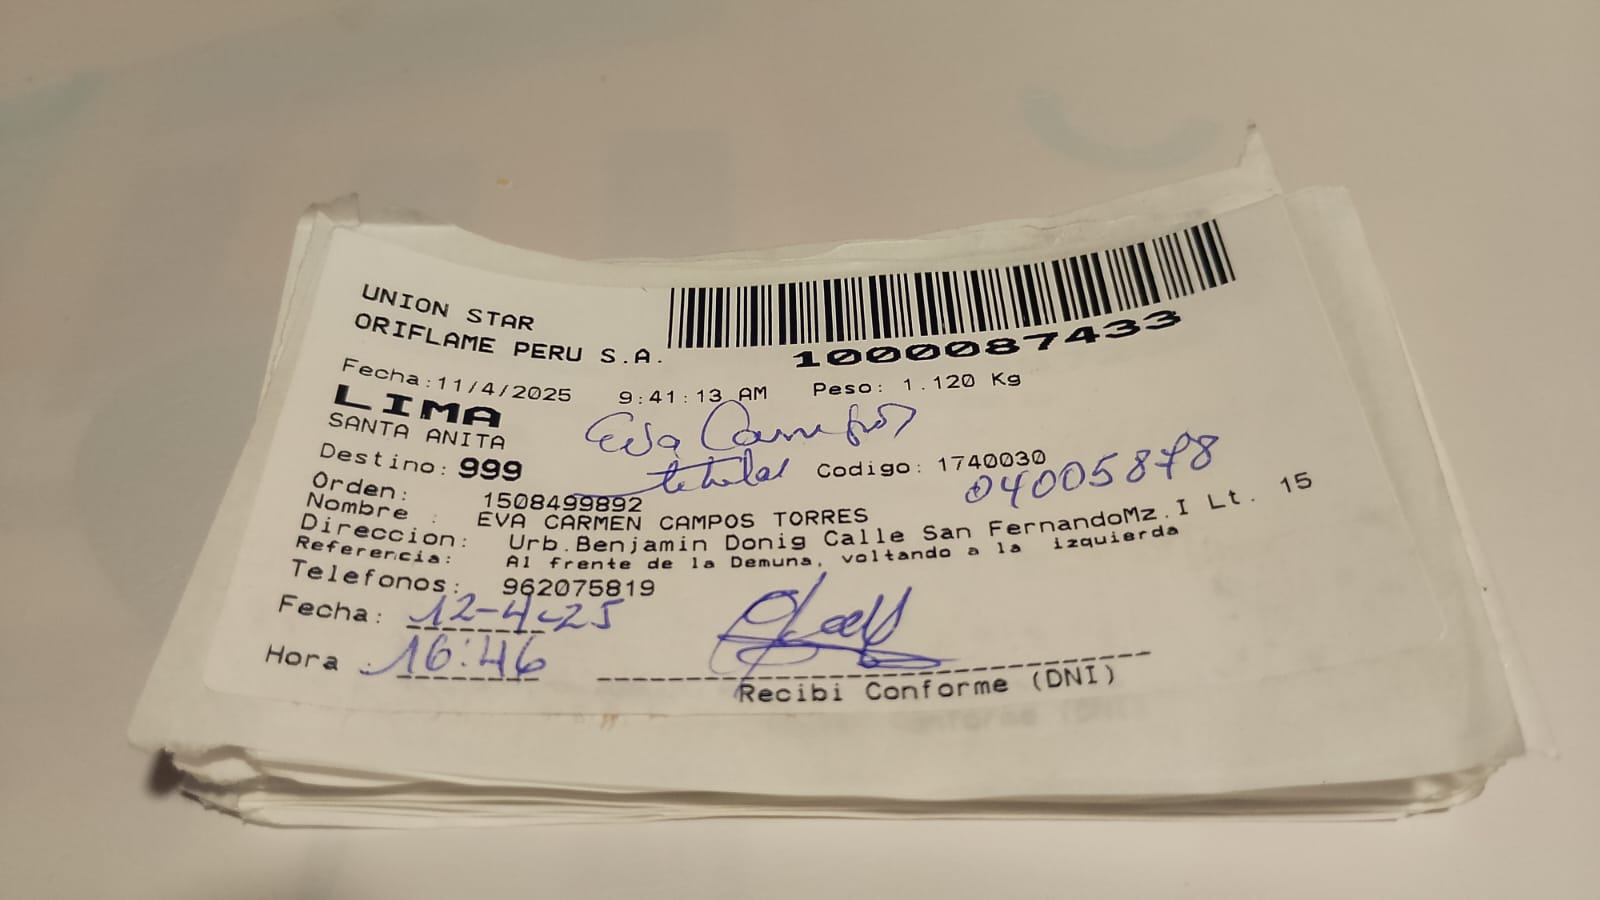 UNION STAR
ORIFLAME PERU S.A.
1000087433
Fecha:11/4/2025 9:41:13 AM Peso: 1.120 Kg
LIMA
SANTA ANITA
Eva Campos
titular
Destino: 999 Codigo: 1740030
04005878
Orden: 1508499892
Nombre : EVA CARMEN CAMPOS TORRES
Direccion: Urb.Benjamin Donig Calle San FernandoMz.I Lt. 15
Referencia: Al frente de la Demuna, voltando a la izquierda
Telefonos: 962075819
Fecha: 12-4-25
Hora 16:46
Recibi Conforme (DNI)